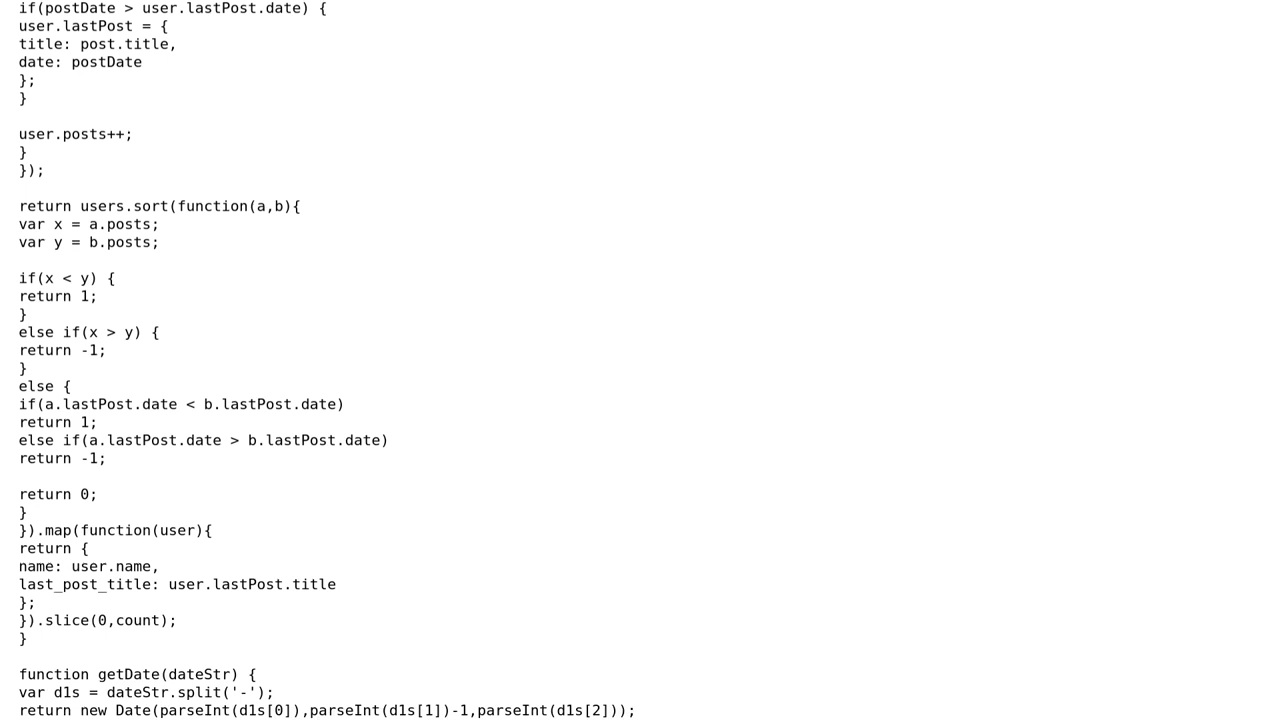 if(postDate > user.lastPost.date) {
user.lastPost = {
title: post.title,
date: postDate
};
}

user.posts++;
}
});

return users.sort(function(a,b){
var x = a.posts;
var y = b.posts;

if(x < y) {
return 1;
}
else if(x > y) {
return -1;
}
else {
if(a.lastPost.date < b.lastPost.date)
return 1;
else if(a.lastPost.date > b.lastPost.date)
return -1;

return 0;
}
}).map(function(user){
return {
name: user.name,
last_post_title: user.lastPost.title
};
}).slice(0,count);
}

function getDate(dateStr) {
var d1s = dateStr.split('-');
return new Date(parseInt(d1s[0]),parseInt(d1s[1])-1,parseInt(d1s[2]));